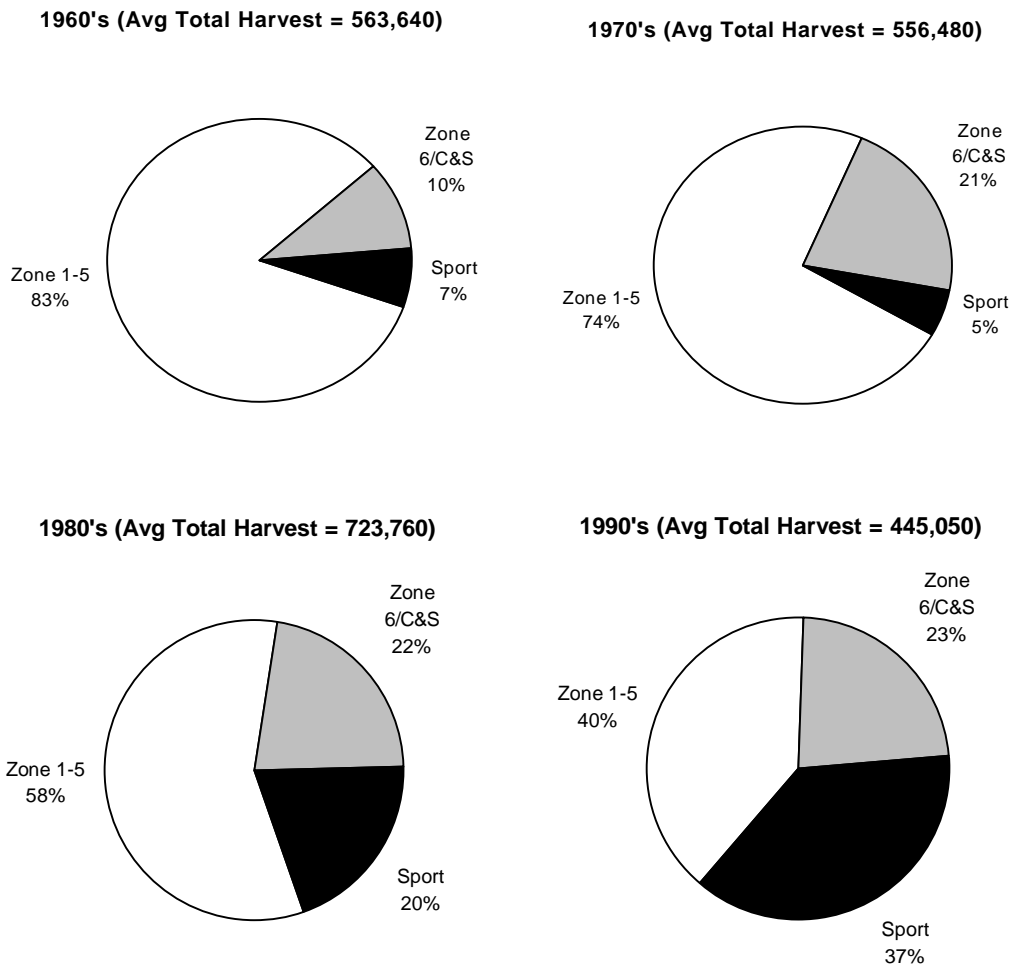 1960's (Avg Total Harvest = 563,640)
Zone
6/C&S
10%
Sport
7%
Zone 1-5
83%
1970's (Avg Total Harvest = 556,480)
Zone
6/C&S
21%
Sport
5%
Zone 1-5
74%
1980's (Avg Total Harvest = 723,760)
Zone
6/C&S
22%
Zone 1-5
58%
Sport
20%
1990's (Avg Total Harvest = 445,050)
Zone
6/C&S
23%
Zone 1-5
40%
Sport
37%